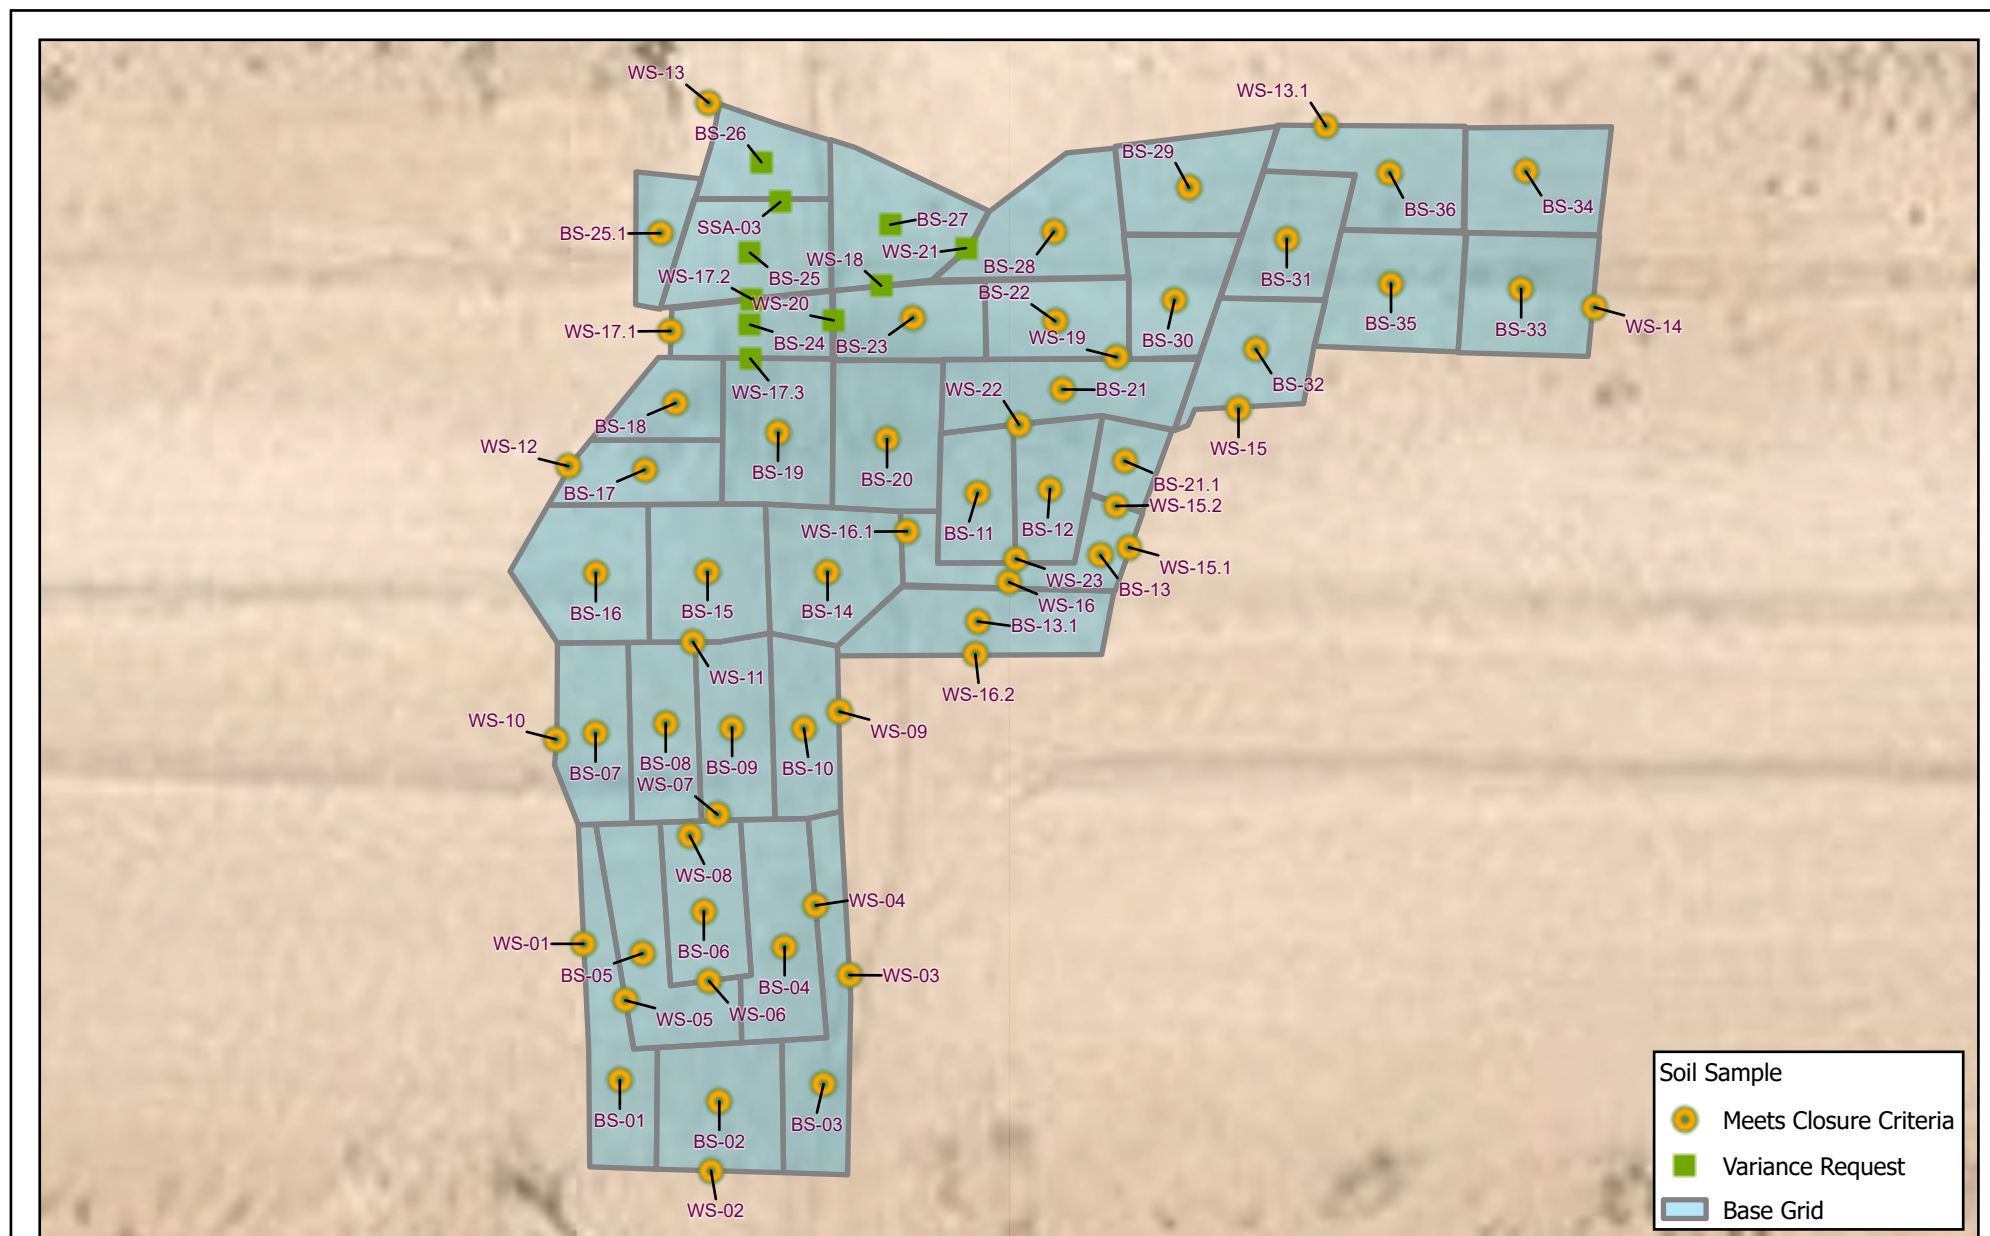 WS-13
WS-13.1
BS-26
BS-29
BS-34
BS-36
SSA-03
BS-27
BS-25.1
WS-21
WS-18
BS-28
BS-25
WS-17.2
BS-31
BS-22
WS-20
BS-35
BS-33
WS-14
WS-17.1
BS-24
BS-23
WS-19
BS-30
BS-32
WS-17.3
WS-22
BS-21
BS-18
WS-12
WS-15
BS-17
BS-19
BS-20
BS-21.1
WS-15.2
WS-16.1
BS-11
BS-12
WS-15.1
WS-23
BS-13
BS-16
BS-15
BS-14
WS-16
BS-13.1
WS-11
WS-16.2
WS-10
WS-09
BS-07
BS-08
BS-09
BS-10
WS-07
WS-08
WS-04
WS-01
BS-06
BS-05
BS-04
WS-03
WS-05
WS-06
BS-01
BS-02
BS-03
WS-02
Soil Sample
Meets Closure Criteria
Variance Request
Base Grid